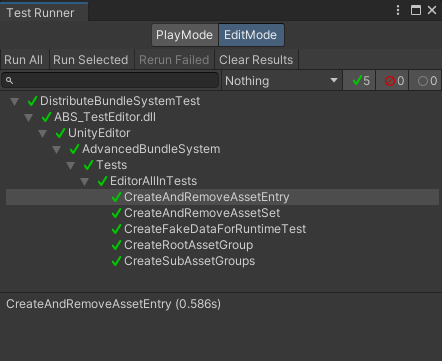 Test Runner
PlayMode EditMode
Run All Run Selected Rerun Failed Clear Results
Nothing 5 0 0
DistributeBundleSystemTest
ABS_TestEditor.dll
UnityEditor
AdvancedBundleSystem
Tests
EditorAllInTests
CreateAndRemoveAssetEntry
CreateAndRemoveAssetSet
CreateFakeDataForRuntimeTest
CreateRootAssetGroup
CreateSubAssetGroups
CreateAndRemoveAssetEntry (0.586s)